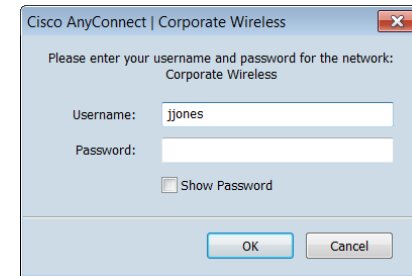 Cisco AnyConnect | Corporate Wireless
Please enter your username and password for the network:
Corporate Wireless
Username: jjones
Password:
Show Password
OK Cancel